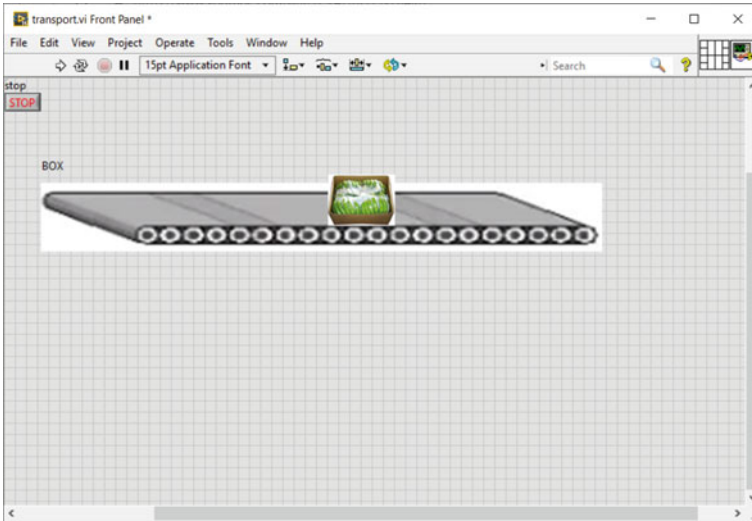 transport.vi Front Panel *
File Edit View Project Operate Tools Window Help
15pt Application Font Search
stop
STOP
BOX